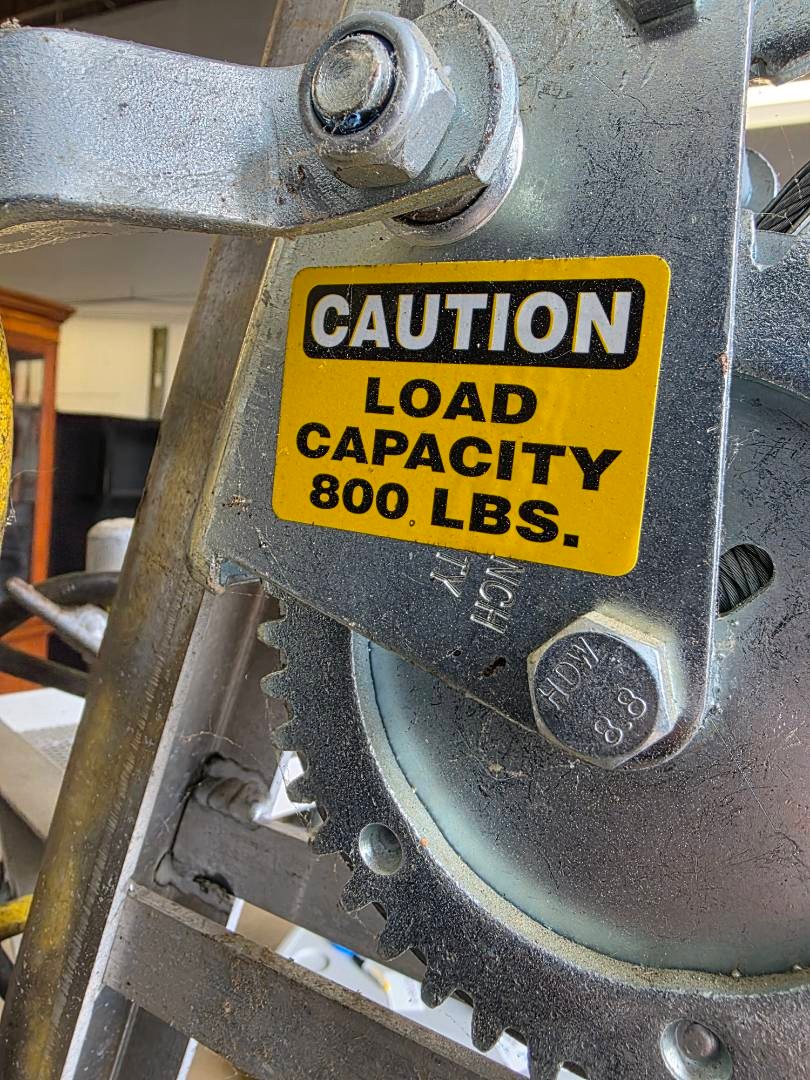 CAUTION
LOAD
CAPACITY
800 LBS.
HDW
8.8